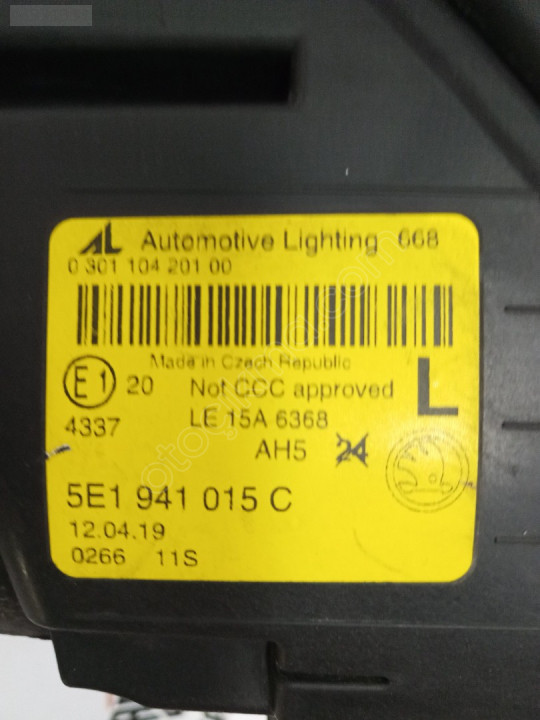 AL Automotive Lighting 668
0 301 104 201 00
Made in Czech Republic
E1 20 Not CCC approved L
4337 LE 15A 6368
AH5 24
5E1 941 015 C
12.04.19
0266 11S